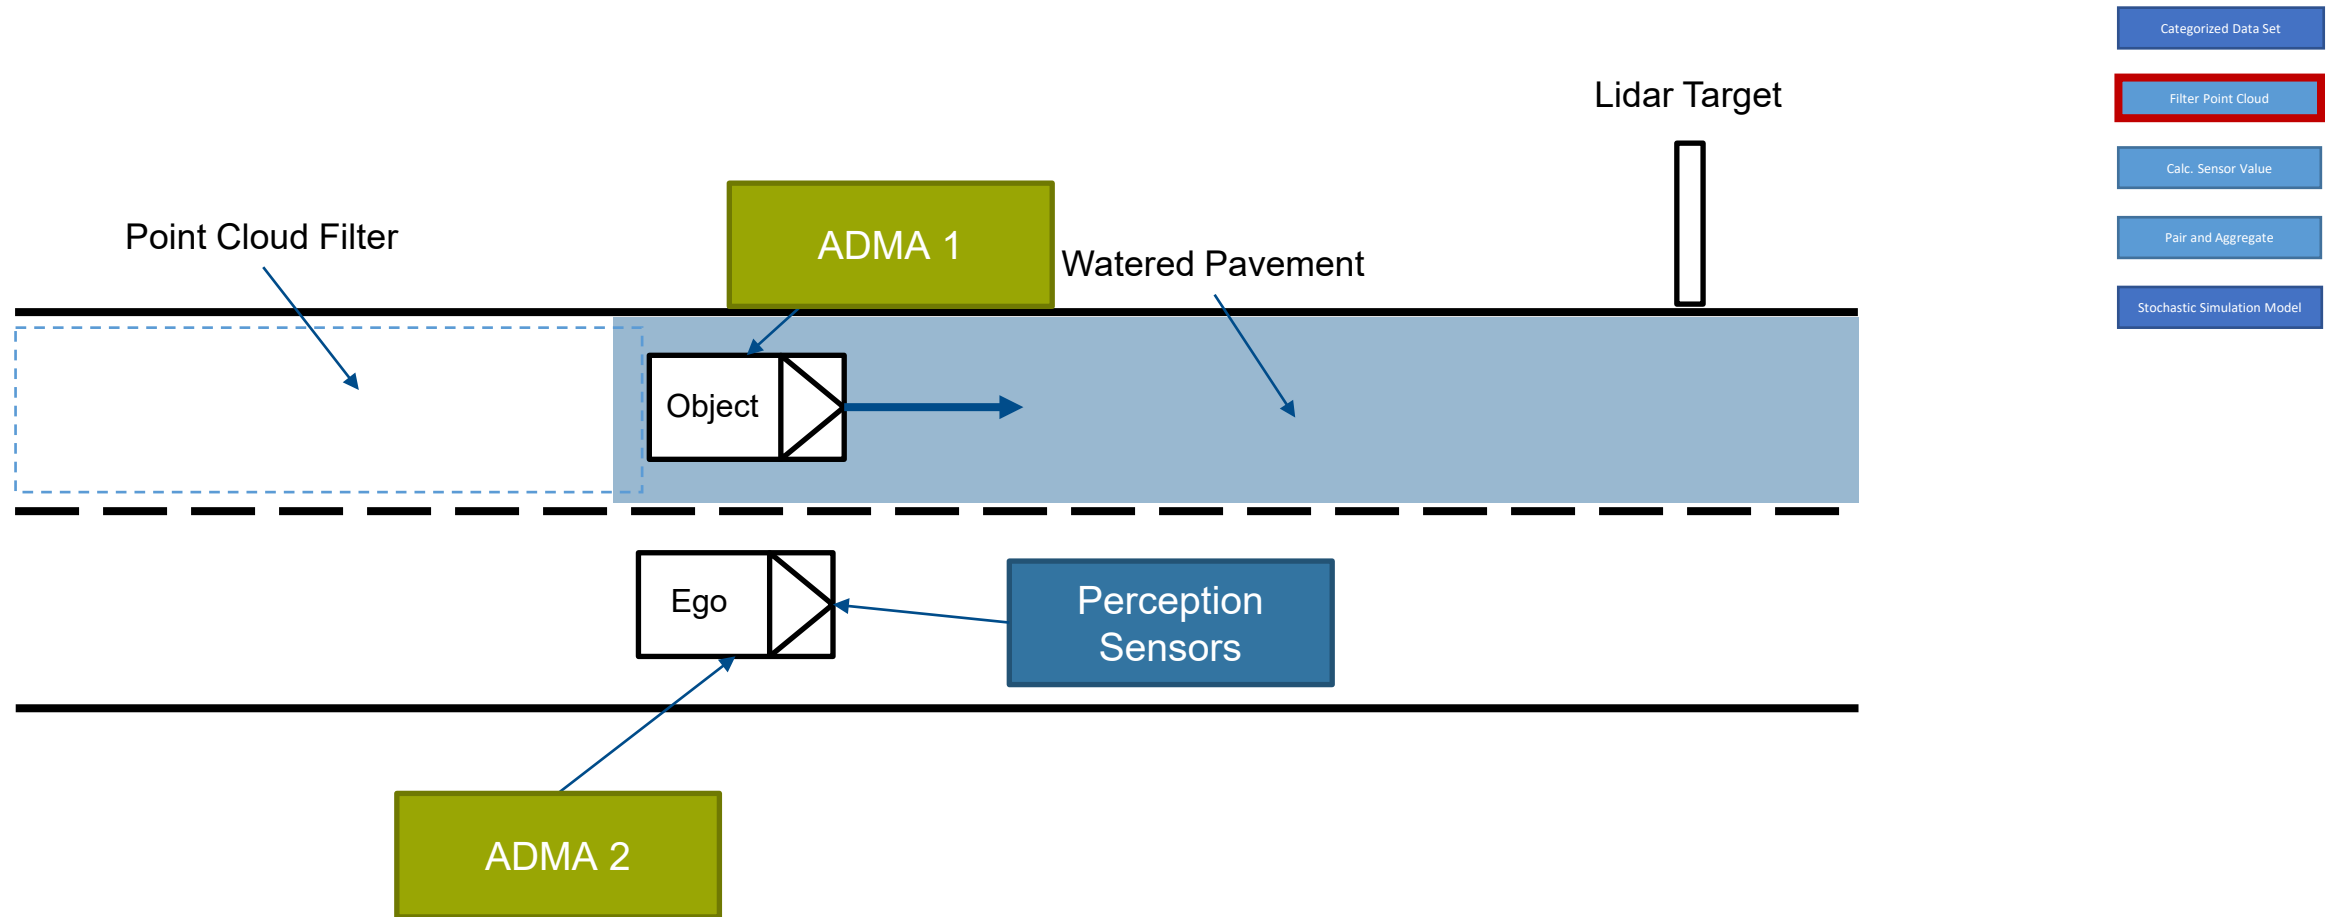 Categorized Data Set
Filter Point Cloud
Calc. Sensor Value
Pair and Aggregate
Stochastic Simulation Model
Lidar Target
Point Cloud Filter
ADMA 1
Watered Pavement
Object
Ego
Perception
Sensors
ADMA 2